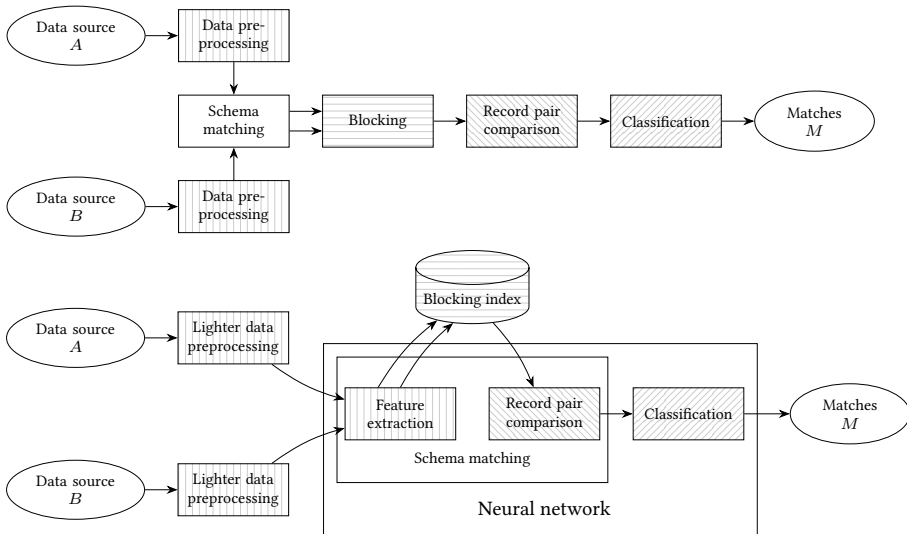 Data source
A
Data pre-
processing
Schema
matching
Blocking
Record pair
comparison
Classification
Matches
M
Data source
B
Data pre-
processing
Blocking index
Data source
A
Lighter data
preprocessing
Feature
extraction
Record pair
comparison
Classification
Matches
M
Schema matching
Data source
B
Lighter data
preprocessing
Neural network